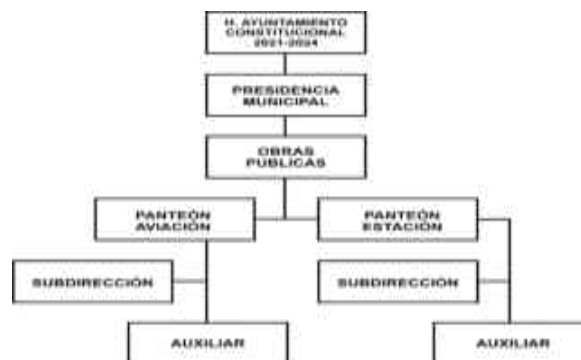 H. AYUNTAMIENTO
CONSTITUCIONAL
2021-2024
PRESIDENCIA
MUNICIPAL
OBRAS
PÚBLICAS
PANTEÓN
AVIACIÓN
PANTEÓN
ESTACIÓN
SUBDIRECCIÓN
SUBDIRECCIÓN
AUXILIAR
AUXILIAR